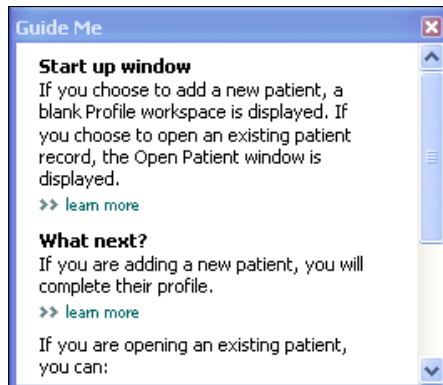 Guide Me
Start up window
If you choose to add a new patient, a
blank Profile workspace is displayed. If
you choose to open an existing patient
record, the Open Patient window is
displayed.
>> learn more
What next?
If you are adding a new patient, you will
complete their profile.
>> learn more
If you are opening an existing patient,
you can: